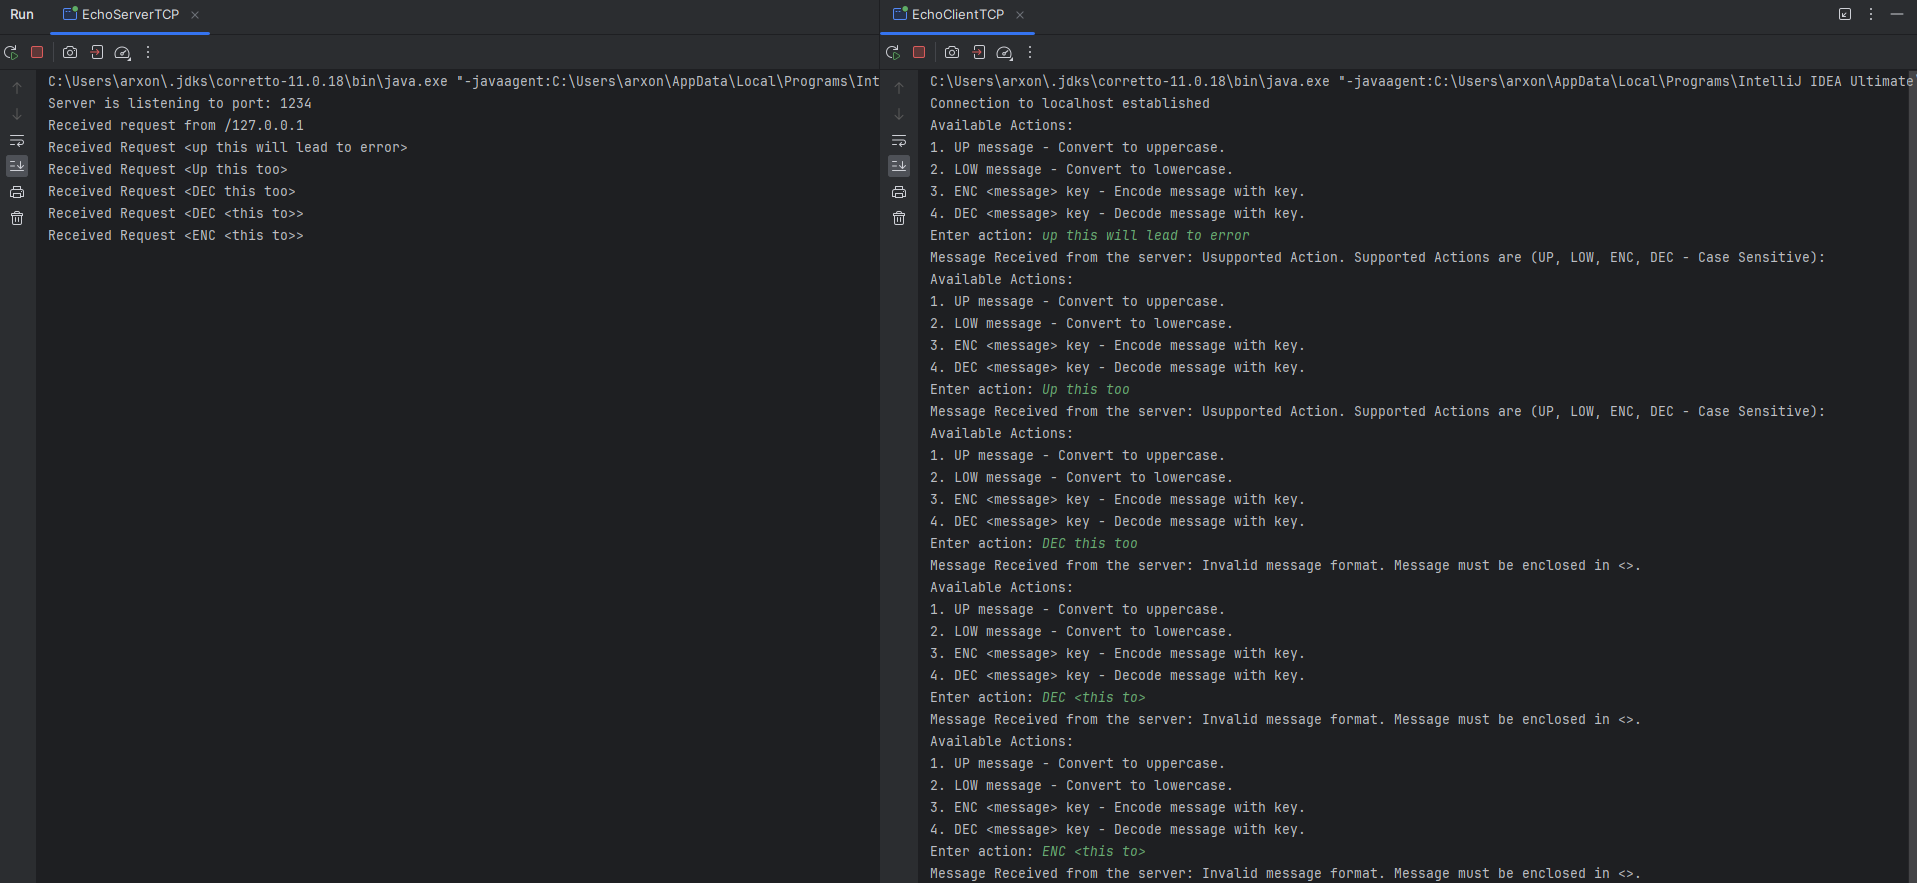 Run
EchoServerTCP
C:\Users\arxon\.jdks\corretto-11.0.18\bin\java.exe "-javaagent:C:\Users\arxon\AppData\Local\Programs\Int
Server is listening to port: 1234
Received request from /127.0.0.1
Received Request <up this will lead to error>
Received Request <Up this too>
Received Request <DEC this too>
Received Request <DEC <this to>>
Received Request <ENC <this to>>
EchoClientTCP
C:\Users\arxon\.jdks\corretto-11.0.18\bin\java.exe "-javaagent:C:\Users\arxon\AppData\Local\Programs\IntelliJ IDEA Ultimate
Connection to localhost established
Available Actions:
1. UP message - Convert to uppercase.
2. LOW message - Convert to lowercase.
3. ENC <message> key - Encode message with key.
4. DEC <message> key - Decode message with key.
Enter action: up this will lead to error
Message Received from the server: Usupported Action. Supported Actions are (UP, LOW, ENC, DEC - Case Sensitive):
Available Actions:
1. UP message - Convert to uppercase.
2. LOW message - Convert to lowercase.
3. ENC <message> key - Encode message with key.
4. DEC <message> key - Decode message with key.
Enter action: Up this too
Message Received from the server: Usupported Action. Supported Actions are (UP, LOW, ENC, DEC - Case Sensitive):
Available Actions:
1. UP message - Convert to uppercase.
2. LOW message - Convert to lowercase.
3. ENC <message> key - Encode message with key.
4. DEC <message> key - Decode message with key.
Enter action: DEC this too
Message Received from the server: Invalid message format. Message must be enclosed in <>.
Available Actions:
1. UP message - Convert to uppercase.
2. LOW message - Convert to lowercase.
3. ENC <message> key - Encode message with key.
4. DEC <message> key - Decode message with key.
Enter action: DEC <this to>
Message Received from the server: Invalid message format. Message must be enclosed in <>.
Available Actions:
1. UP message - Convert to uppercase.
2. LOW message - Convert to lowercase.
3. ENC <message> key - Encode message with key.
4. DEC <message> key - Decode message with key.
Enter action: ENC <this to>
Message Received from the server: Invalid message format. Message must be enclosed in <>.